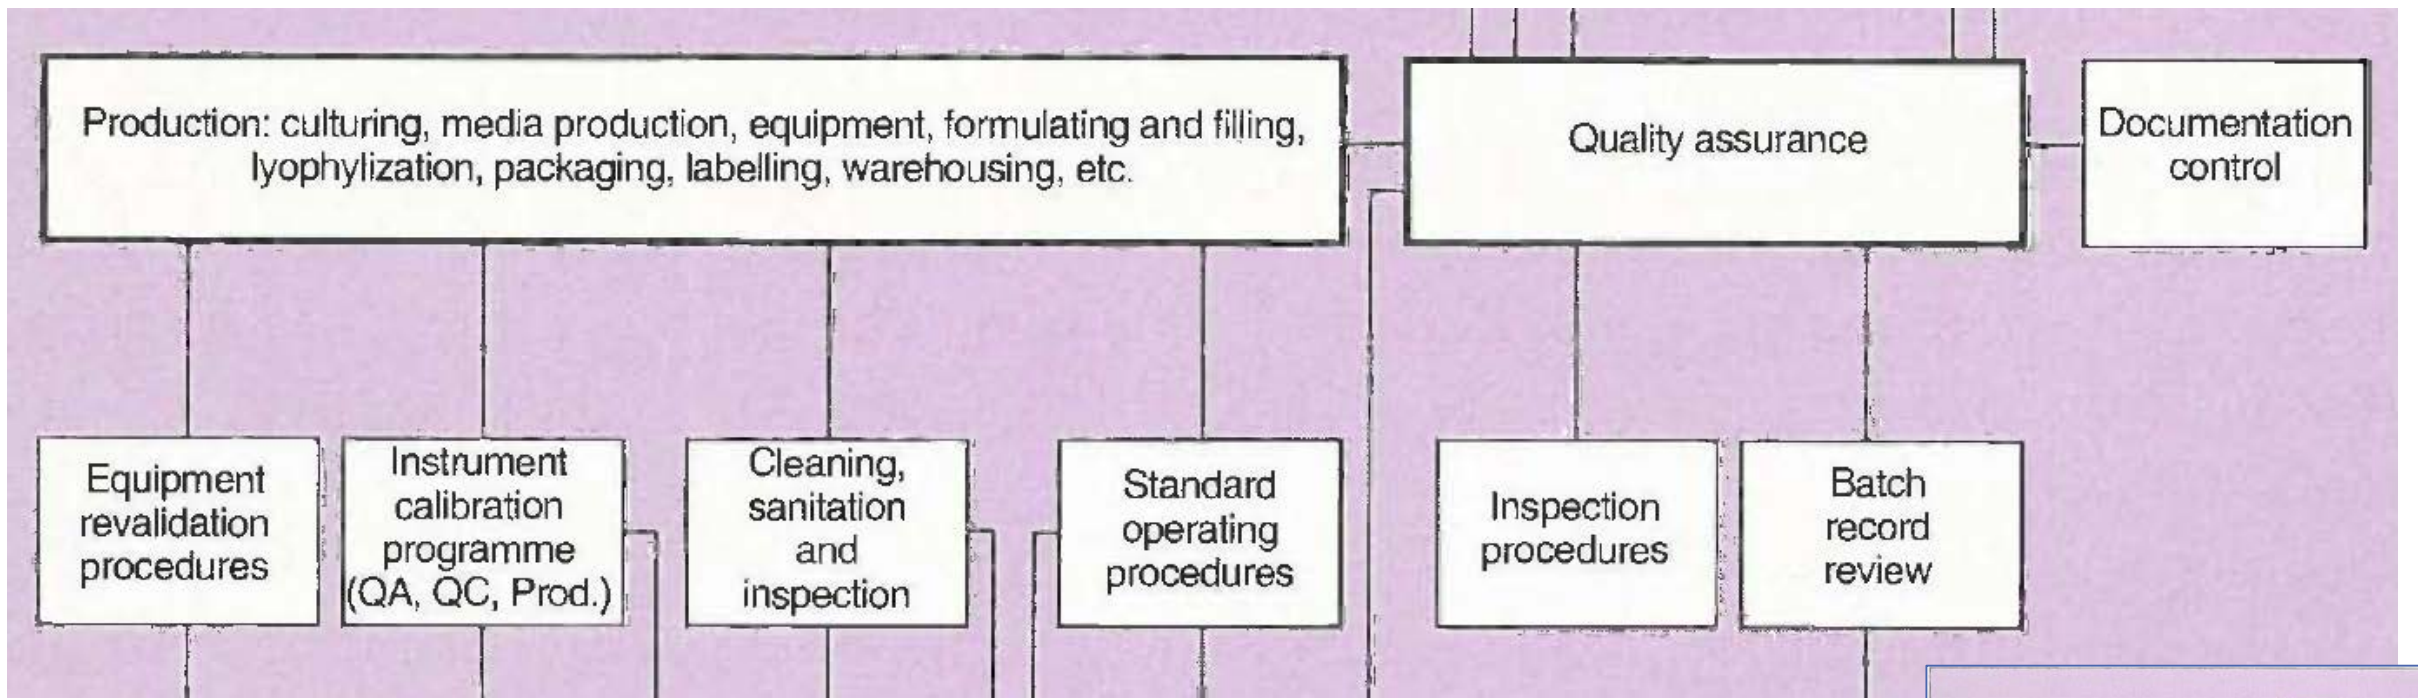 Production: culturing, media production, equipment, formulating and filling,
lyophylization, packaging, labelling, warehousing, etc.
Quality assurance
Documentation
control
Equipment
revalidation
procedures
Instrument
calibration
programme
(QA, QC, Prod.)
Cleaning,
sanitation
and
inspection
Standard
operating
procedures
Inspection
procedures
Batch
record
review